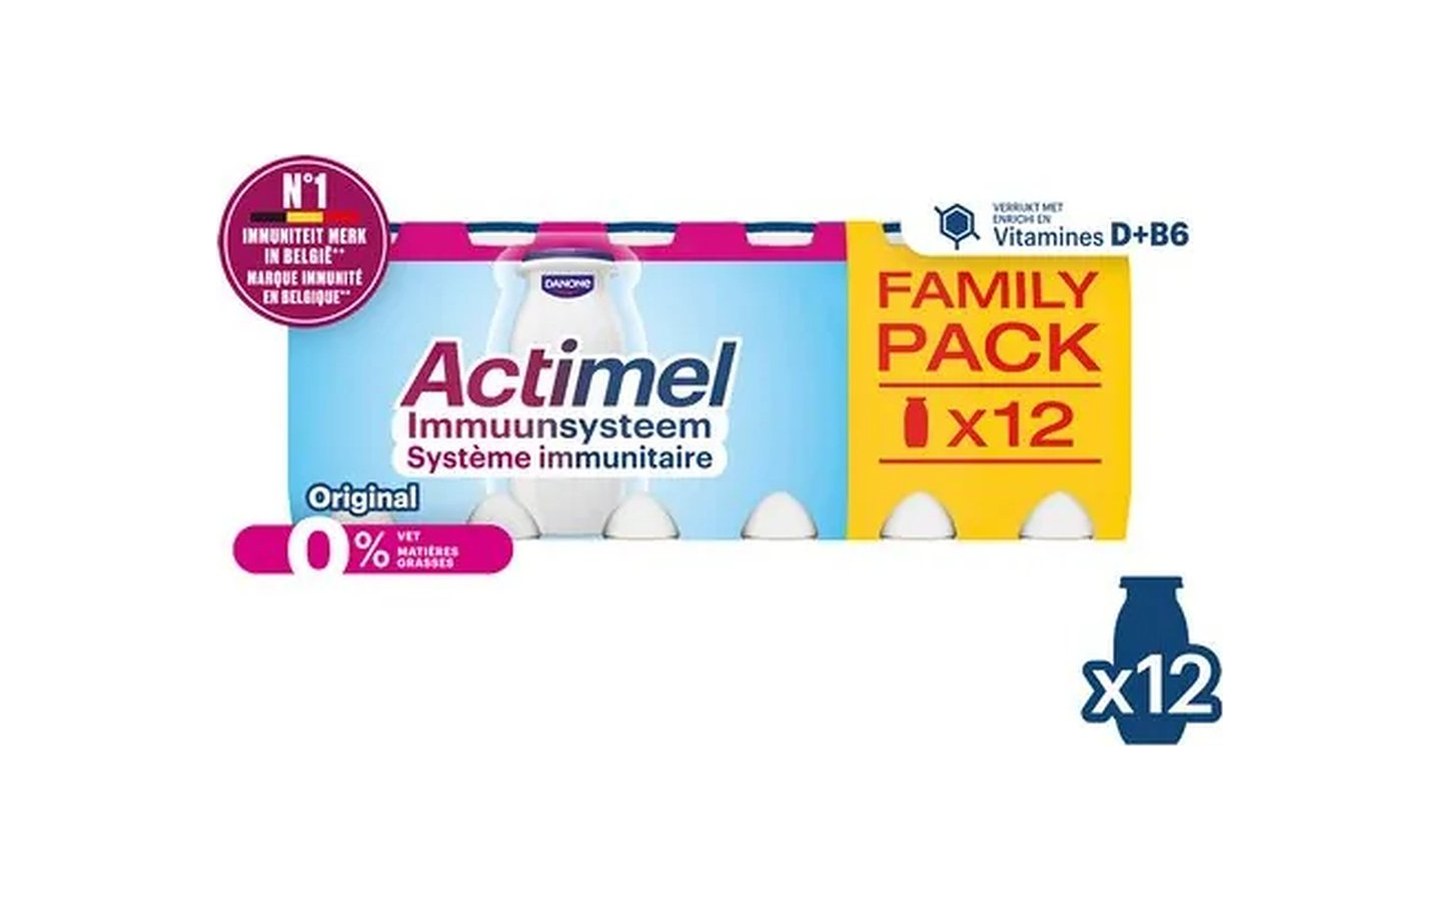 N°1
IMMUNITEIT MERK
IN BELGIË**
MARQUE IMMUNITÉ
EN BELGIQUE**
VERRIJKT MET
ENRICHI EN
Vitamines D+B6
DANONE
Actimel
Immuunsysteem
Système immunitaire
Original
0% VET
MATIÈRES
GRASSES
FAMILY
PACK
x12
x12